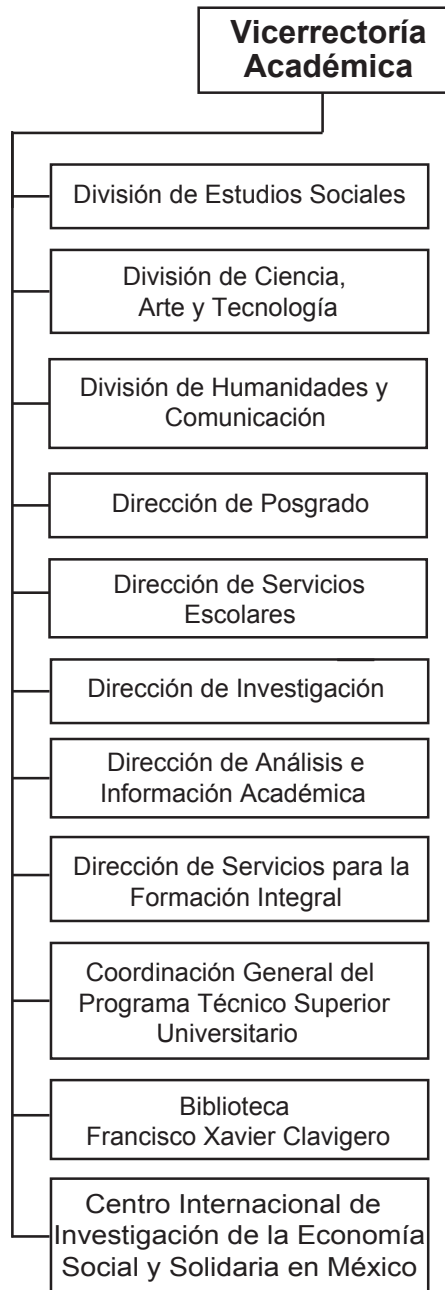 Vicerrectoría
Académica
División de Estudios Sociales
División de Ciencia,
Arte y Tecnología
División de Humanidades y
Comunicación
Dirección de Posgrado
Dirección de Servicios
Escolares
Dirección de Investigación
Dirección de Análisis e
Información Académica
Dirección de Servicios para la
Formación Integral
Coordinación General del
Programa Técnico Superior
Universitario
Biblioteca
Francisco Xavier Clavigero
Centro Internacional de
Investigación de la Economía
Social y Solidaria en México